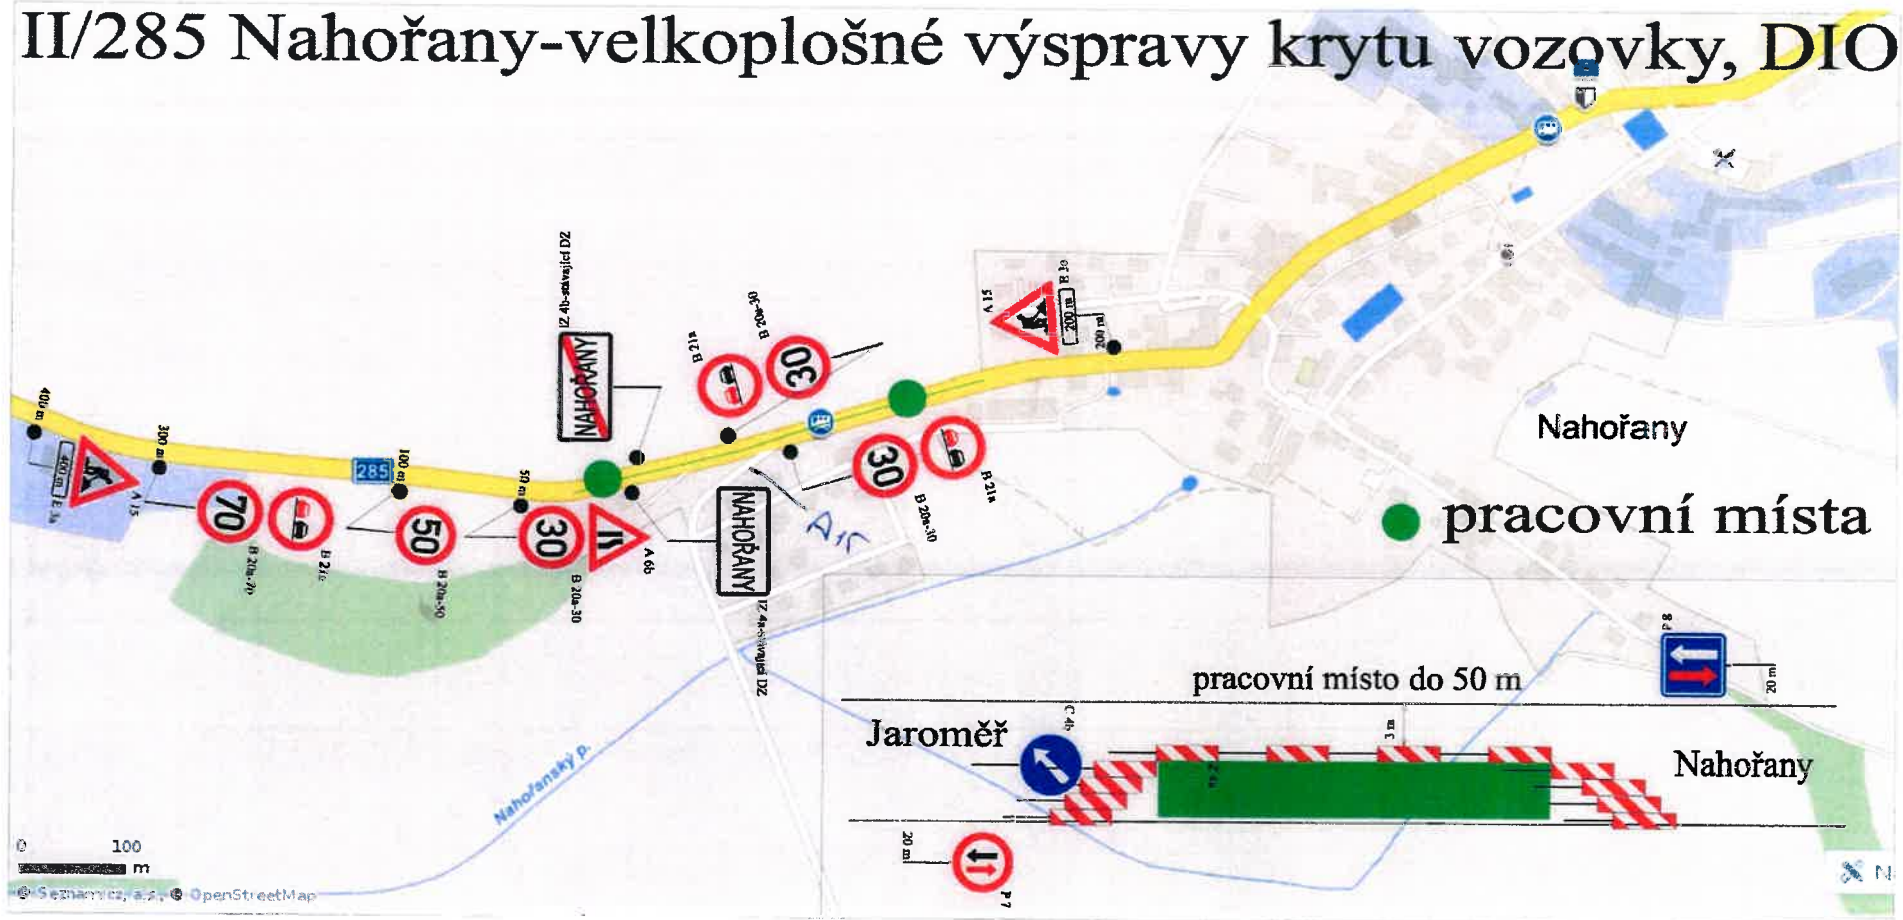 II/285 Nahořany-velkoplošné výspravy krytu vozovky, DIO
IZ 4b-stávající DZ
NAHOŘANY
B 21a
B 20a-30
30
A 15
200 m
200 m
400 m
400 m
A 15
300 m
70
B 20a-70
B 21a
285
100 m
50
B 20a-50
50 m
30
B 20a-30
A 6b
NAHOŘANY
IZ 4a-stávající DZ
A15
30
B 20a-30
B 21a
Nahořany
pracovní místa
P 8
20 m
pracovní místo do 50 m
Jaroměř
C 4b
3 m
Nahořany
20 m
P 7
Nahořanský p.
0 100
m
© Seznam.cz, a.s., © OpenStreetMap
N